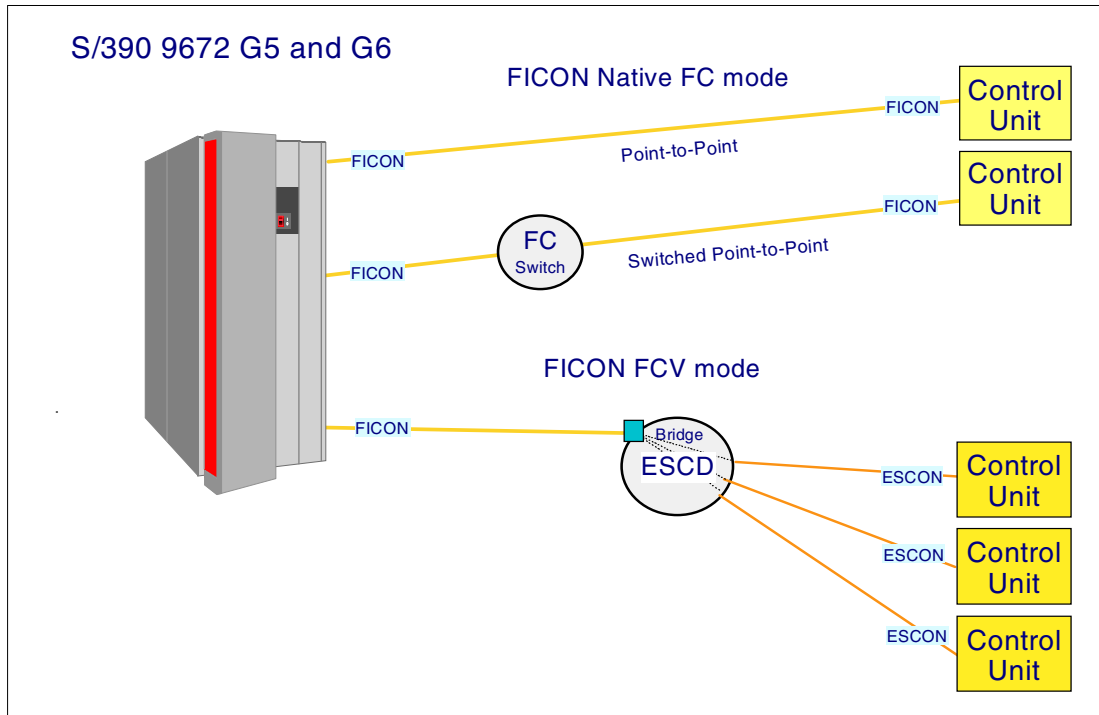 S/390 9672 G5 and G6
FICON Native FC mode
FICON
Control
Unit
FICON
Point-to-Point
Control
Unit
FICON
FC
Switch
Switched Point-to-Point
FICON
FICON FCV mode
FICON
Bridge
ESCD
ESCON
Control
Unit
ESCON
Control
Unit
ESCON
Control
Unit